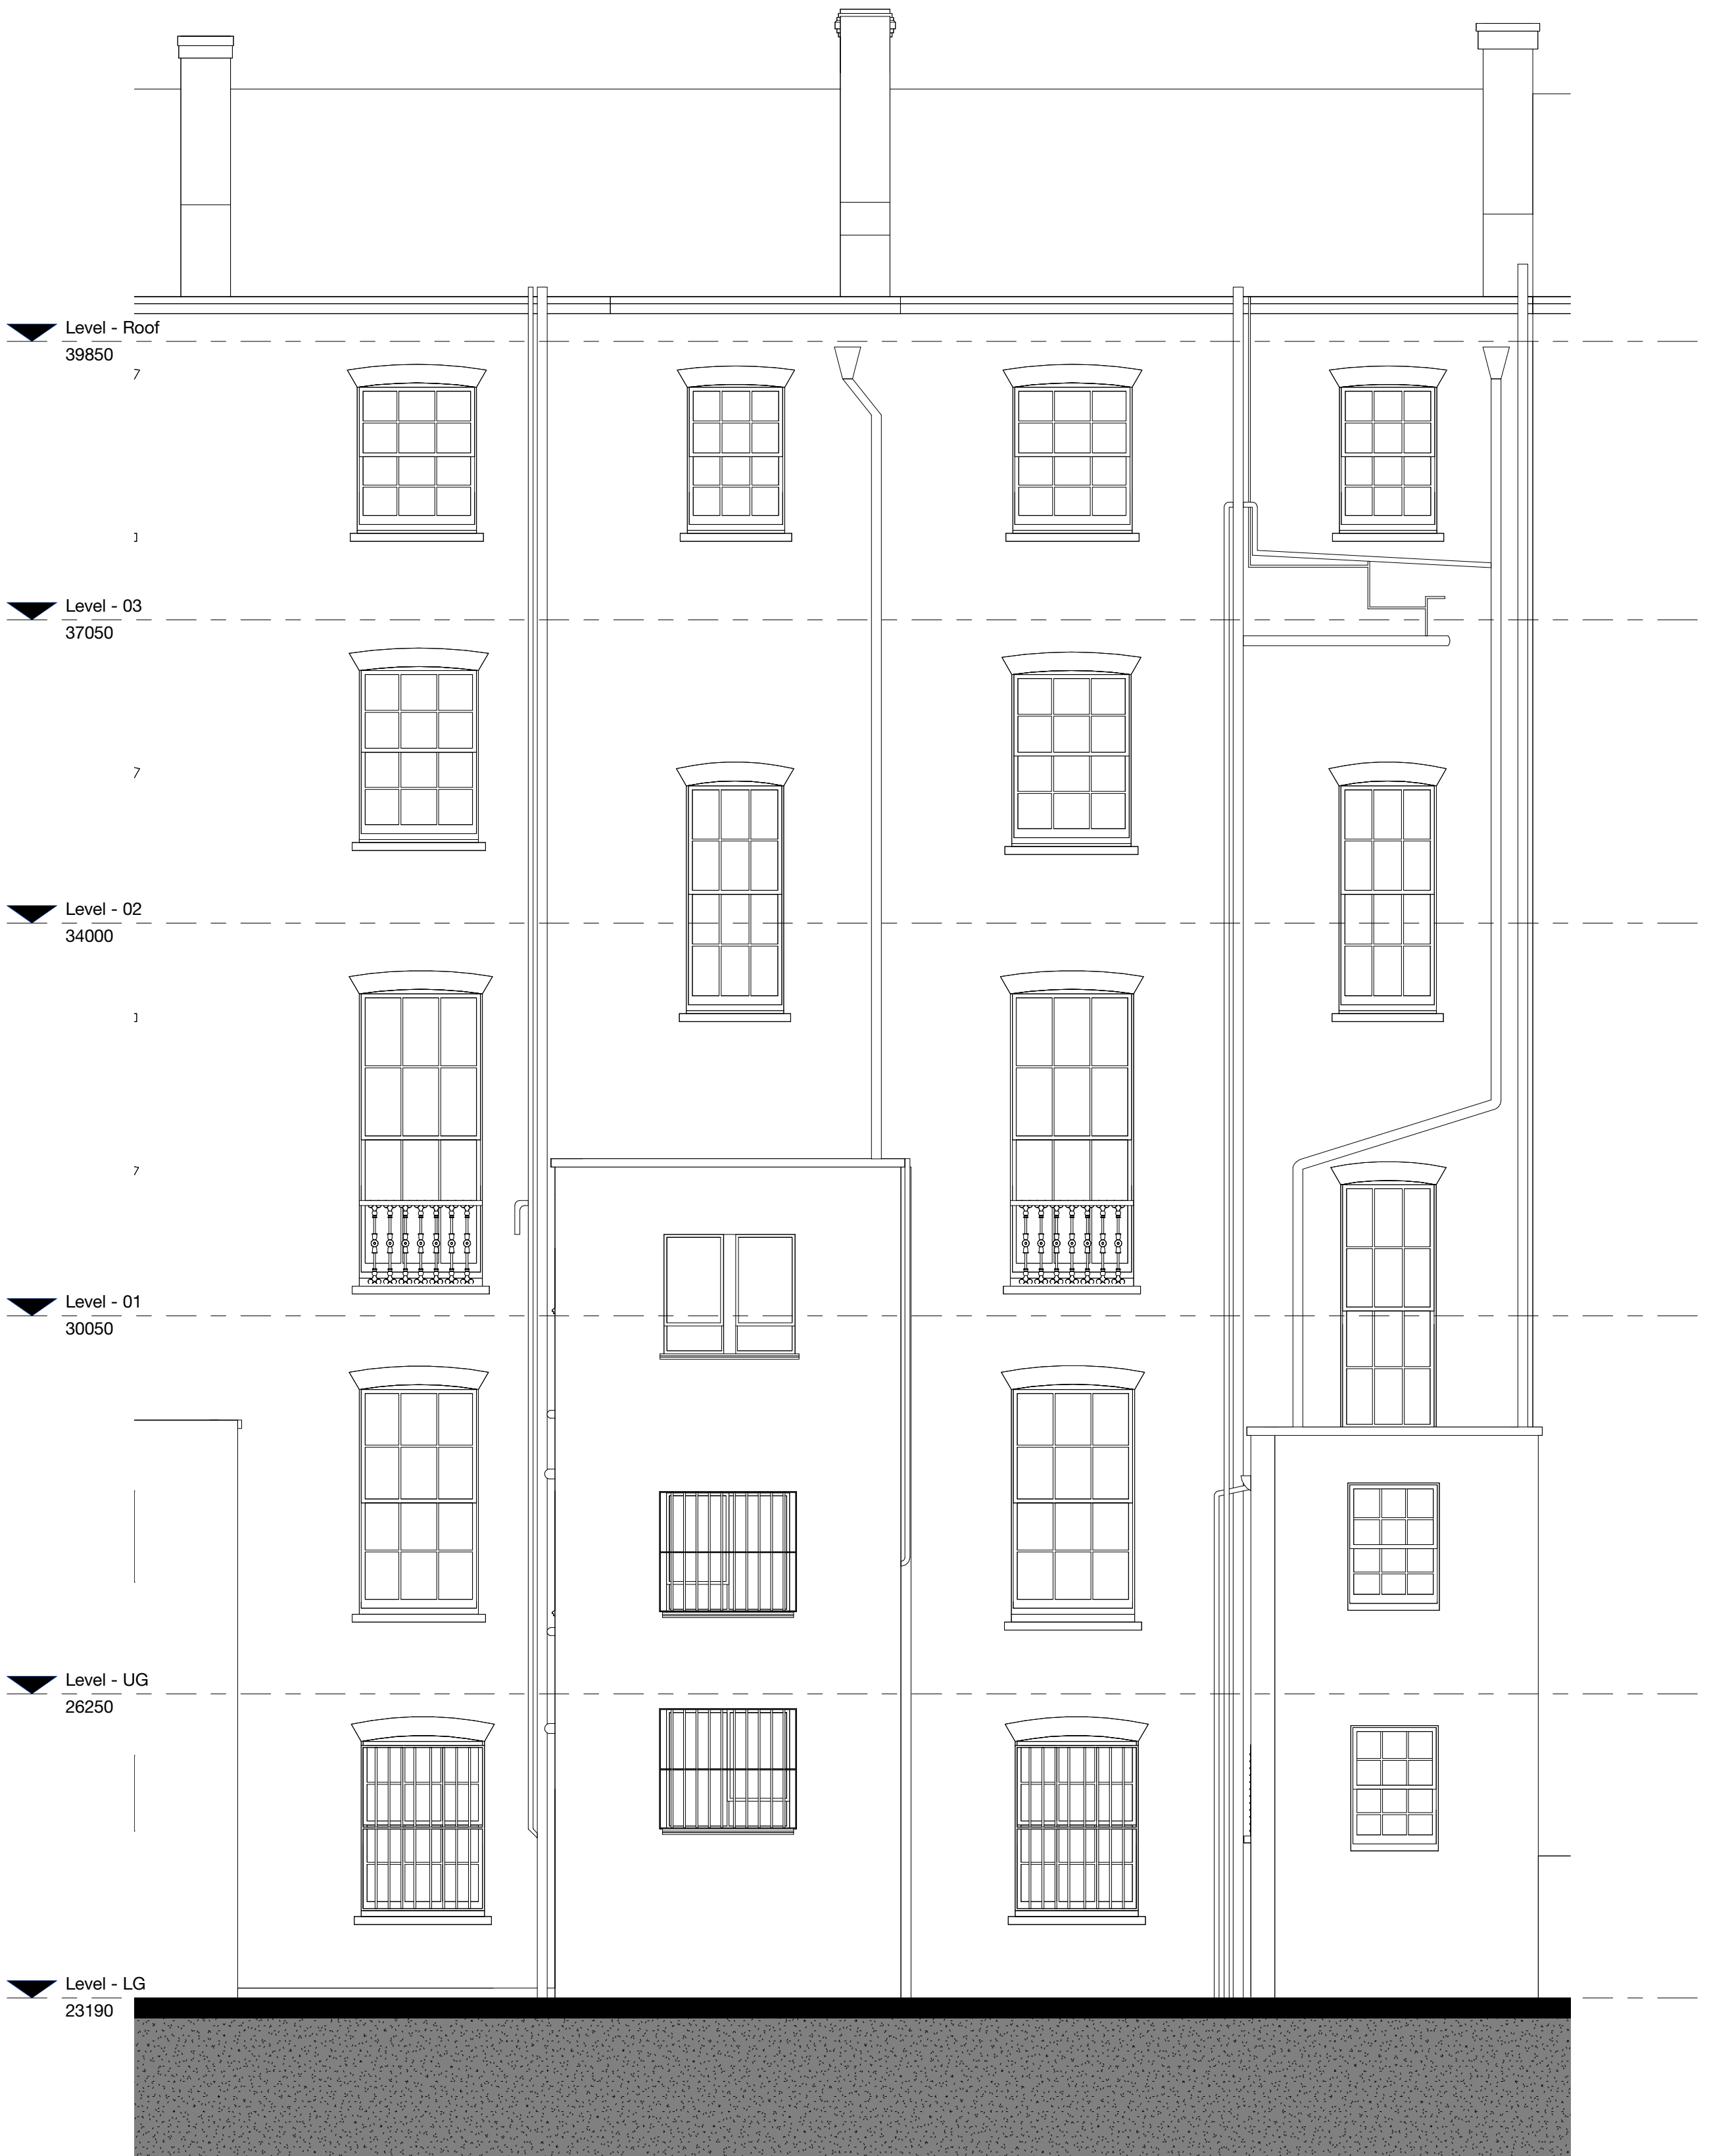 Level - Roof
39850
Level - 03
37050
Level - 02
34000
Level - 01
30050
Level - UG
26250
Level - LG
23190